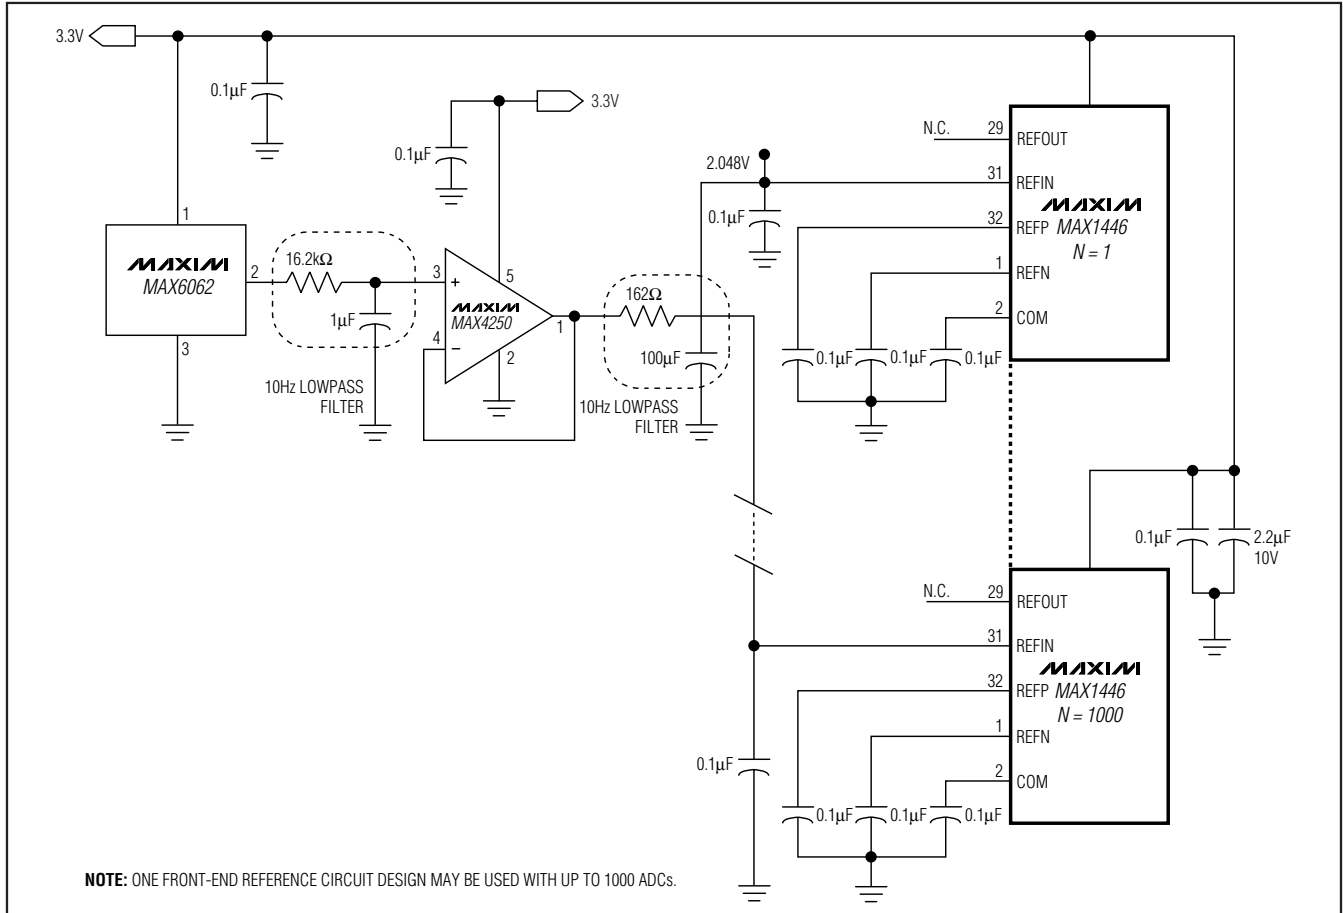 3.3V
0.1µF
3.3V
0.1µF
1
MAXIM
MAX6062
2
3
16.2kΩ
1µF
10Hz LOWPASS
FILTER
3
+
5
MAXIM
MAX4250
1
4
−
2
162Ω
100µF
10Hz LOWPASS
FILTER
2.048V
0.1µF
N.C.
29
REFOUT
31
REFIN
MAXIM
32
REFP
MAX1446
N = 1
1
REFN
2
COM
0.1µF
0.1µF
0.1µF
0.1µF
2.2µF
10V
N.C.
29
REFOUT
31
REFIN
MAXIM
32
REFP
MAX1446
N = 1000
1
REFN
2
COM
0.1µF
0.1µF
0.1µF
0.1µF
NOTE: ONE FRONT-END REFERENCE CIRCUIT DESIGN MAY BE USED WITH UP TO 1000 ADCs.